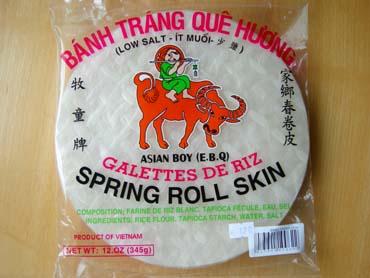 BÁNH TRÁNG QUÊ HƯƠNG
(LOW SALT - ÍT MUỐI - 少鹽)
牧童牌
家鄉春卷皮
ASIAN BOY (E.B.Q)
GALETTES DE RIZ
SPRING ROLL SKIN
COMPOSITION: FARINE DE RIZ BLANC, TAPIOCA FÉCULE, EAU, SEL
INGREDIENTS: RICE FLOUR, TAPIOCA STARCH, WATER, SALT
PRODUCT OF VIETNAM
NET WT: 12.OZ (345g)